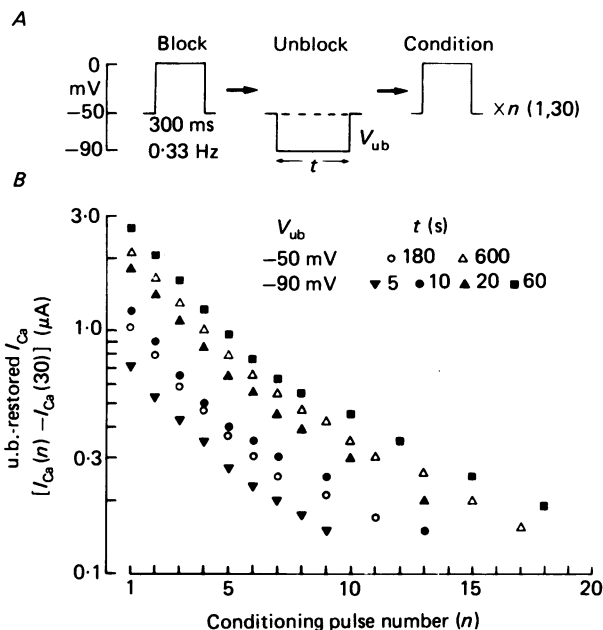 A
Block Unblock Condition
0
mV
−50
−90
300 ms
0·33 Hz
V_ub
t
×n (1,30)
B
V_ub t (s)
−50 mV ○ 180 △ 600
−90 mV ▼ 5 ● 10 ▲ 20 ■ 60
3.0
1.0
0.3
0·1
u.b.-restored I_Ca
[I_Ca(n) −I_Ca(30)] (μA)
1 5 10 15 20
Conditioning pulse number (n)